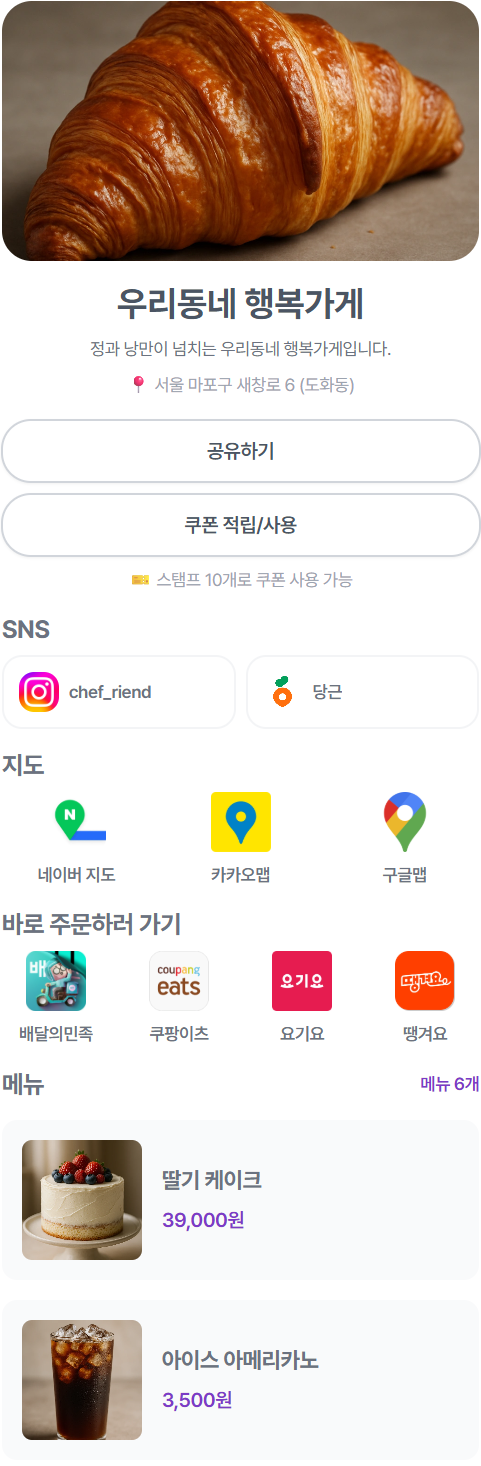 우리동네 행복가게
정과 낭만이 넘치는 우리동네 행복가게입니다.
서울 마포구 새창로 6 (도화동)
공유하기
쿠폰 적립/사용
스탬프 10개로 쿠폰 사용 가능
SNS
chef_riend 당근
지도
N
네이버 지도 카카오맵 구글맵
바로 주문하러 가기
배 coupang eats 요기요 땡겨요
배달의민족 쿠팡이츠 요기요 땡겨요
메뉴 메뉴 6개
딸기 케이크
39,000원
아이스 아메리카노
3,500원